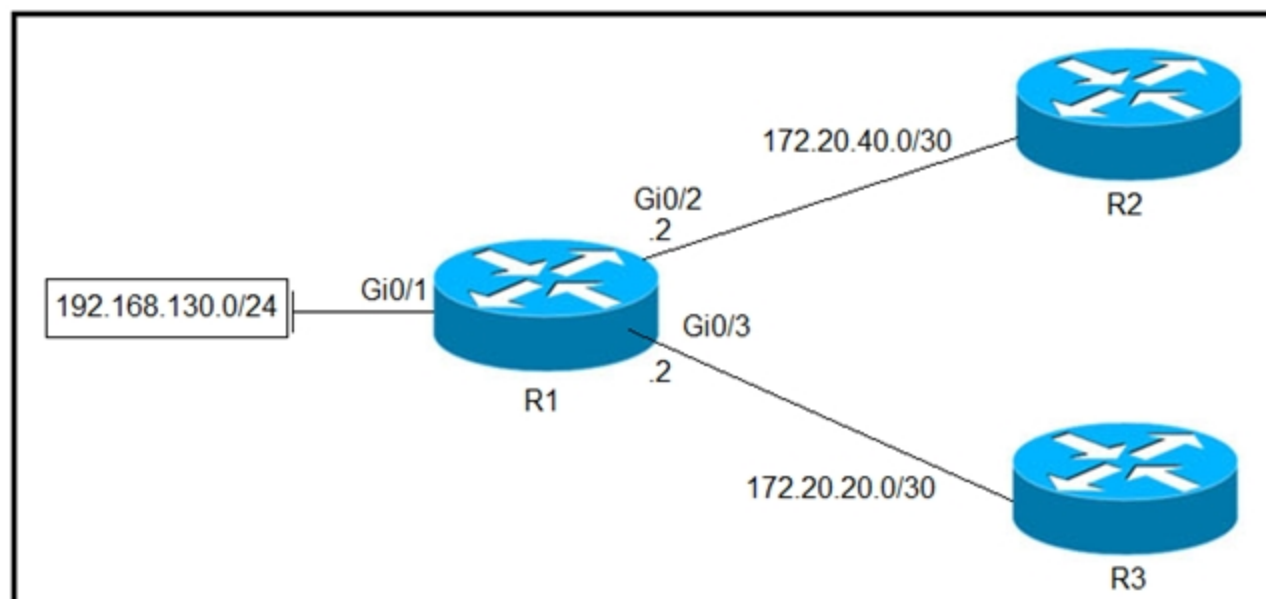 172.20.40.0/30
Gi0/2
.2
R2
192.168.130.0/24
Gi0/1
Gi0/3
.2
R1
172.20.20.0/30
R3